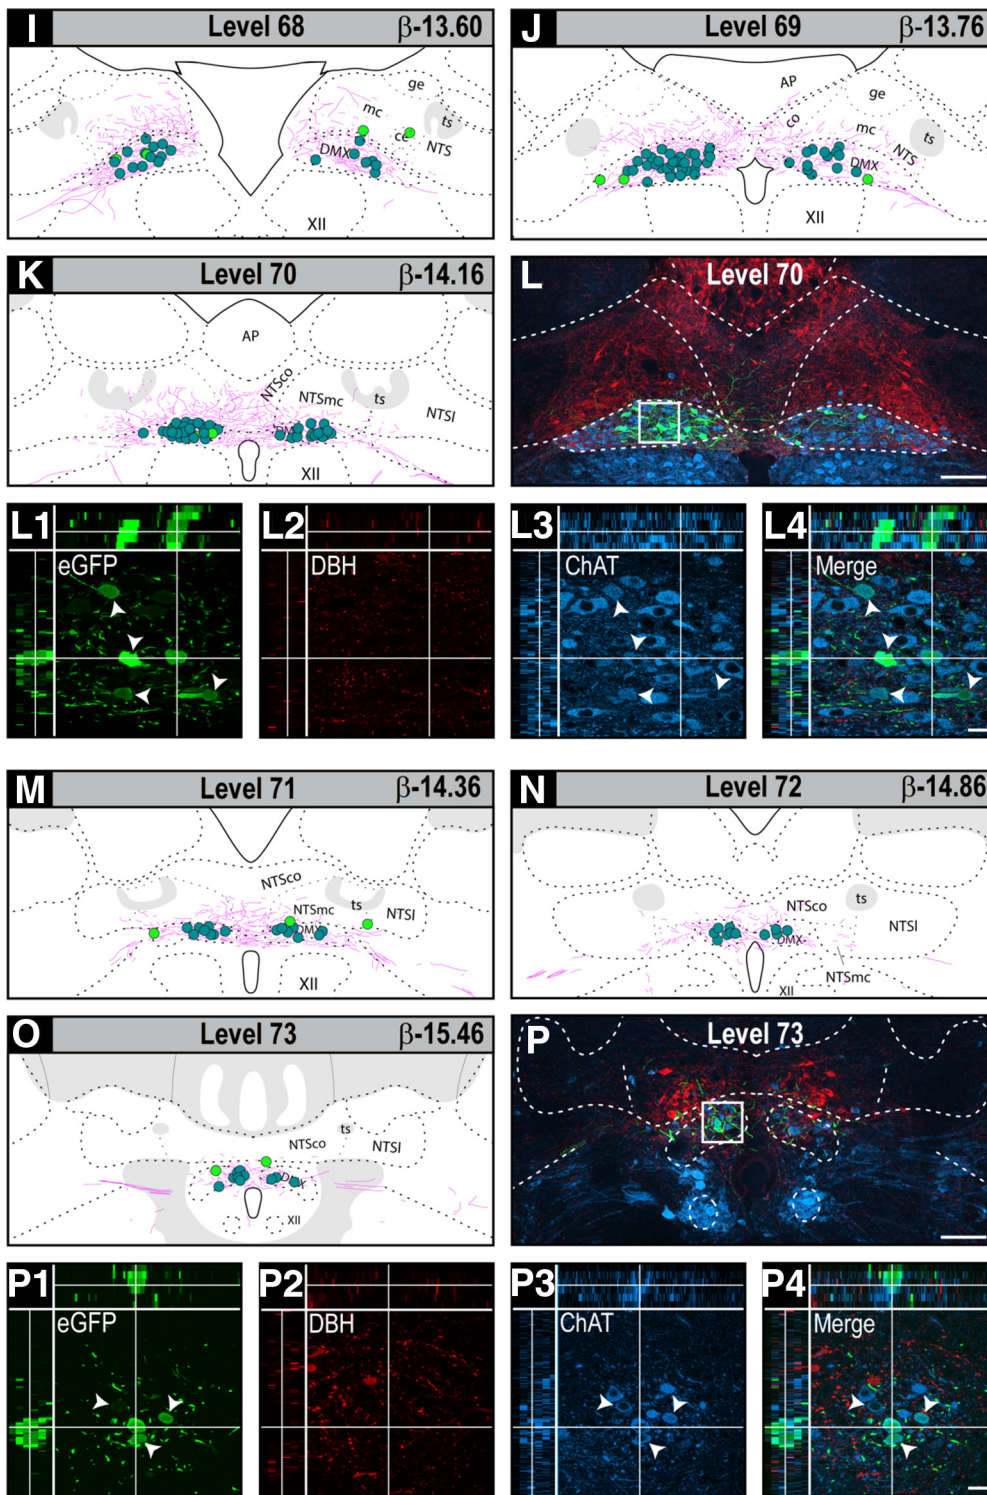 I Level 68 β-13.60
ge
mc
ts
ce
NTS
DMX
XII
J Level 69 β-13.76
AP
ge
co
mc
ts
NTS
DMX
XII
K Level 70 β-14.16
AP
NTSco
NTSmc
ts
NTSl
XII
L Level 70
L1 eGFP
L2 DBH
L3 ChAT
L4 Merge
M Level 71 β-14.36
NTSco
ts
NTSmc
NTSl
DMX
XII
N Level 72 β-14.86
NTSco
ts
NTSl
DMX
NTSmc
XII
O Level 73 β-15.46
ts
NTSco
NTSl
DMX
XII
P Level 73
P1 eGFP
P2 DBH
P3 ChAT
P4 Merge